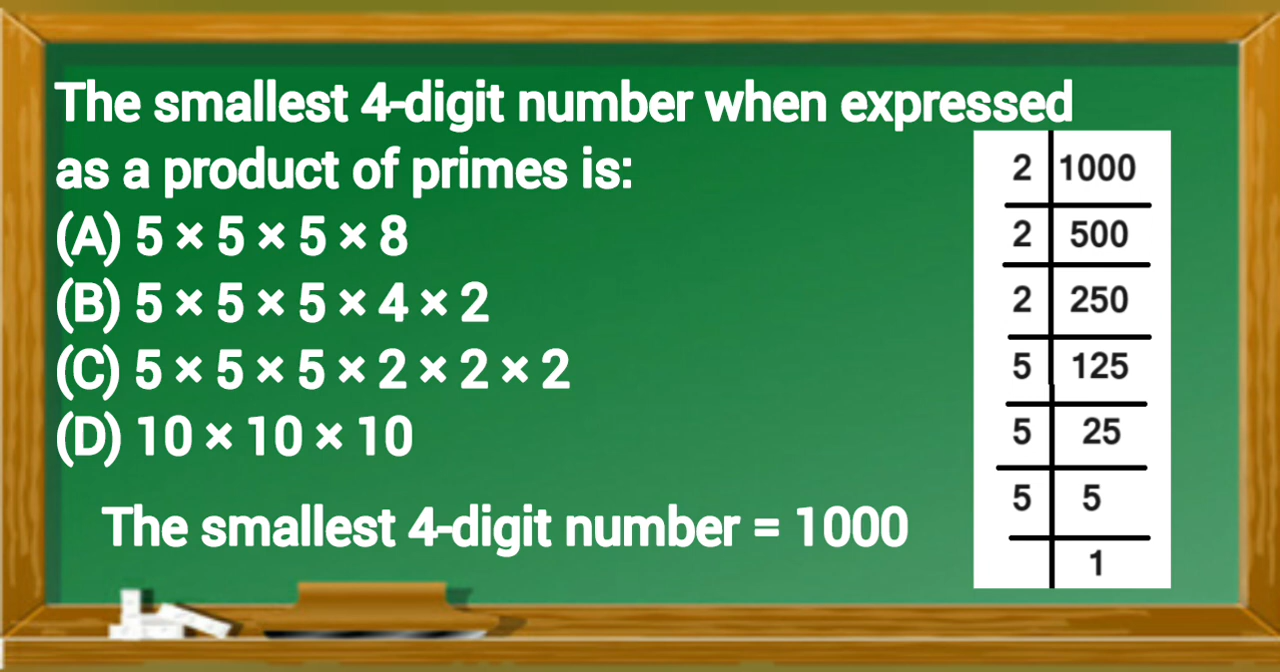 The smallest 4-digit number when expressed
as a product of primes is:
(A) 5 × 5 × 5 × 8
(B) 5 × 5 × 5 × 4 × 2
(C) 5 × 5 × 5 × 2 × 2 × 2
(D) 10 × 10 × 10
The smallest 4-digit number = 1000
2 1000
2 500
2 250
5 125
5 25
5 5
1